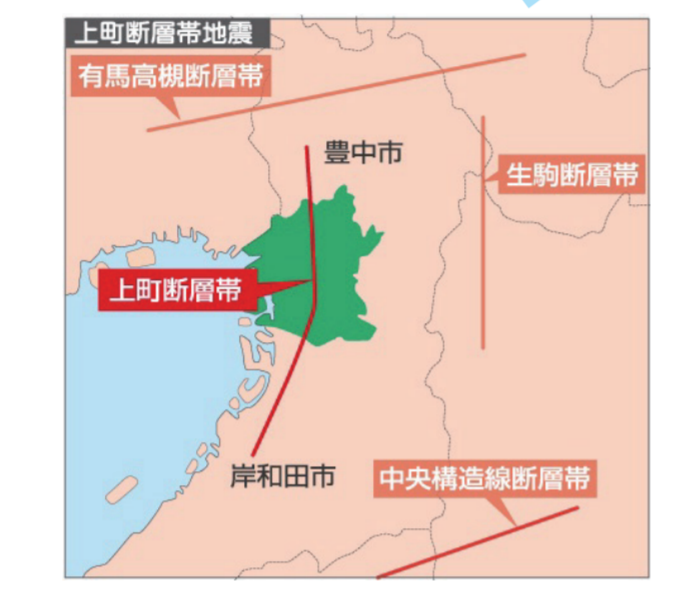 上町断層帯地震
有馬高槻断層帯
豊中市
生駒断層帯
上町断層帯
岸和田市
中央構造線断層帯